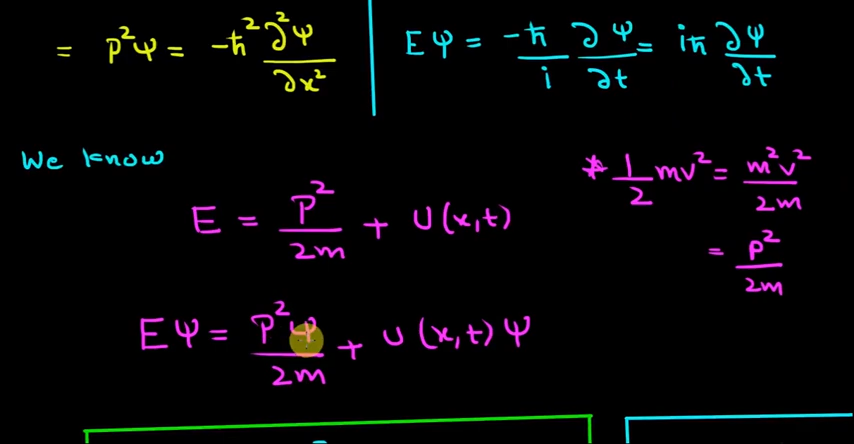 = P²Ψ = -ħ² ∂²Ψ/∂x²
EΨ = -ħ/i ∂Ψ/∂t = iħ ∂Ψ/∂t
We know
E = P²/2m + U(x,t)
* 1/2 mv² = m²v²/2m
= P²/2m
EΨ = P²Ψ/2m + U(x,t)Ψ